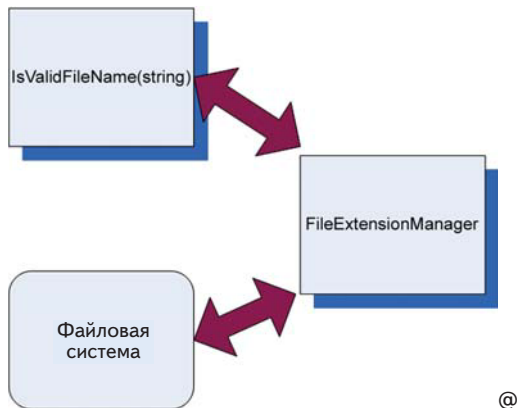 IsValidFileName(string)
FileExtensionManager
Файловая
система
@